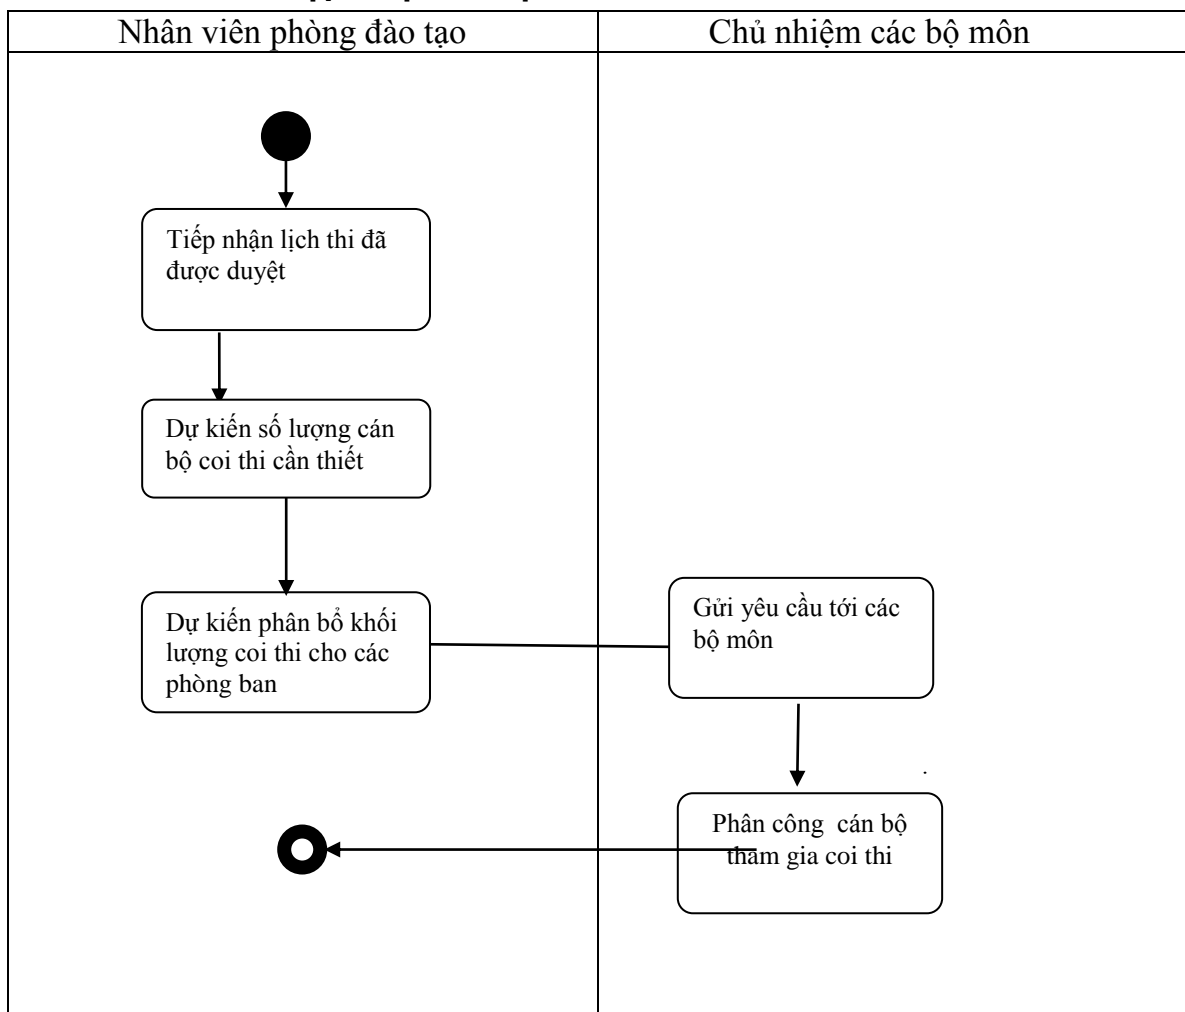 Nhân viên phòng đào tạo
Chủ nhiệm các bộ môn
Tiếp nhận lịch thi đã
được duyệt
Dự kiến số lượng cán
bộ coi thi cần thiết
Dự kiến phân bổ khối
lượng coi thi cho các
phòng ban
Gửi yêu cầu tới các
bộ môn
.
Phân công cán bộ
tham gia coi thi